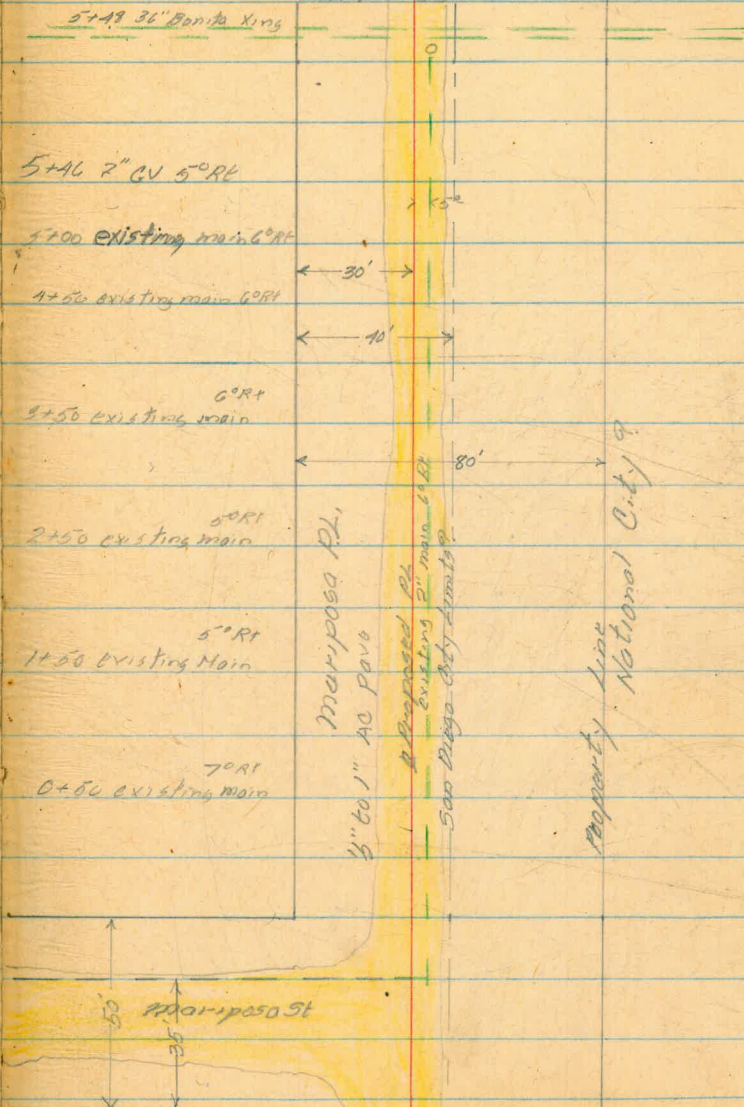 5+48 36" Bonita Xing
5+46 2" GV 5° Rt
5°
5+00 existing main 6° Rt
30'
4+50 existing main 6° Rt
40'
6° Rt
3+50 existing main
80'
5° Rt
2+50 existing main
5° Rt
1+50 existing Main
7° Rt
0+50 existing main
Mariposa PL.
to 1" AC Pave
Proposed PL
existing 2" main 6° Rt
San Diego City Limits?
Property Line
National City?
50'
35'
Mariposa St